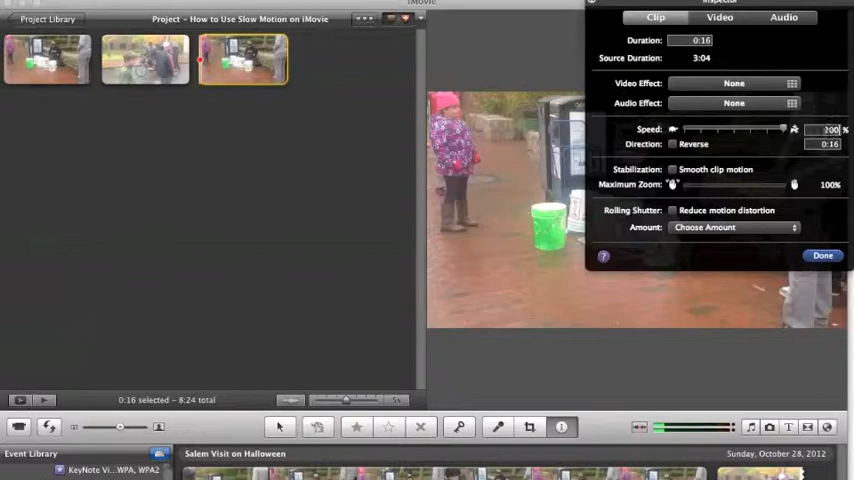 iMovie
Project Library
Project – How to Use Slow Motion on iMovie
Inspector
Clip
Video
Audio
Duration: 0:16
Source Duration: 3:04
Video Effect: None
Audio Effect: None
Speed: 200 %
Direction: Reverse 0:16
Stabilization: Smooth clip motion
Maximum Zoom: 100%
Rolling Shutter: Reduce motion distortion
Amount: Choose Amount
? Done
0:16 selected – 8:24 total
5s
Event Library
Salem Visit on Halloween
Sunday, October 28, 2012
KeyNote Vi...WPA, WPA2